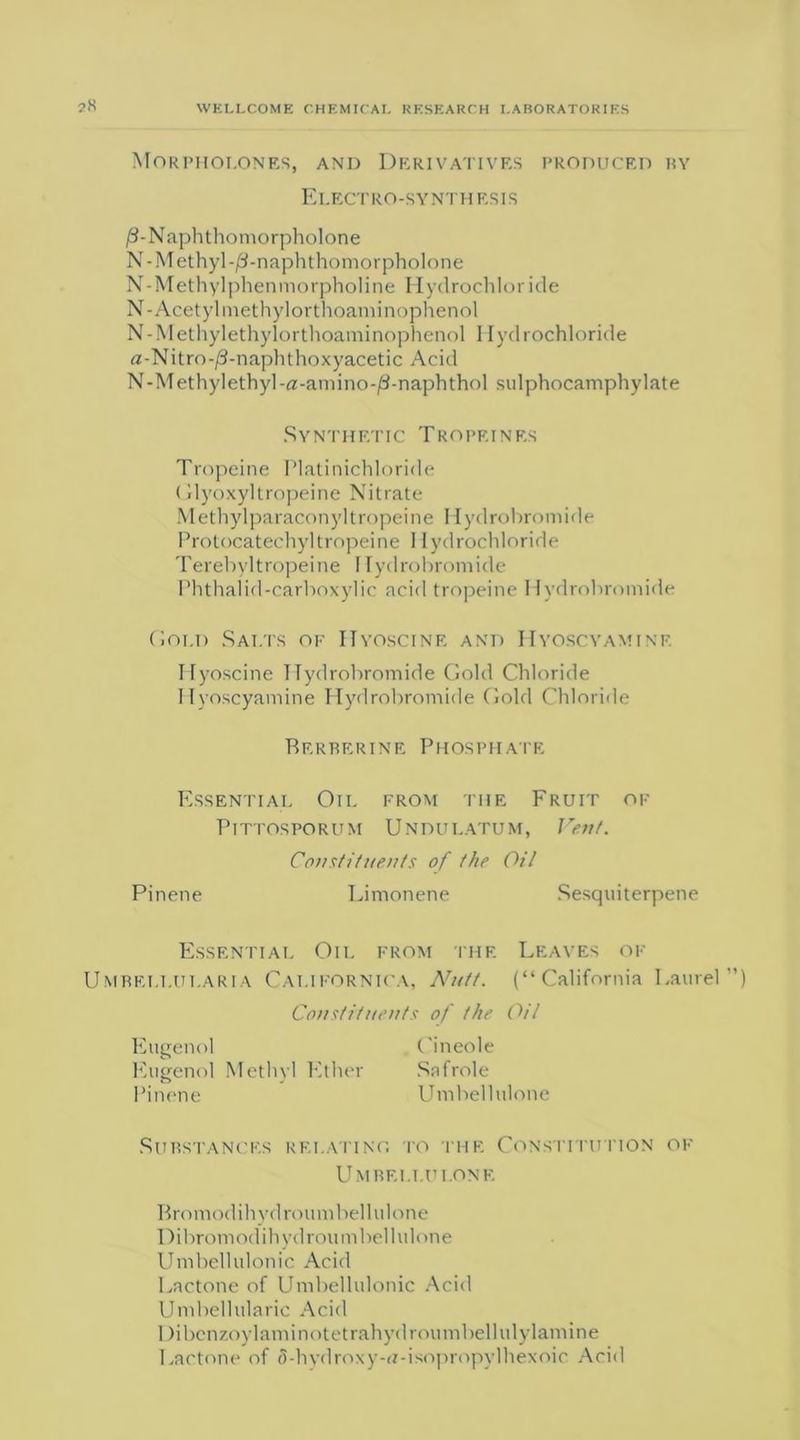 28 WELLCOME CHEMICAL RESEARCH LABORATORIES
Morpholones, and Derivatives produced by
Electro-synthesis
β-Naphthomorpholone
N-Methyl-β-naphthomorpholone
N-Methylphenmorpholine Hydrochloride
N-Acetylmethylorthoaminophenol
N-Methylethylorthoaminophenol Hydrochloride
a-Nitro-β-naphthoxyacetic Acid
N-Methylethyl-a-amino-β-naphthol sulphocamphylate
Synthetic Tropeines
Tropeine Platinichloride
Glyoxyltropeine Nitrate
Methylparaconyltropeine Hydrobromide
Protocatechyltropeine Hydrochloride
Terebyltropeine Hydrobromide
Phthalid-carboxylic acid tropeine Hydrobromide
Gold Salts of Hyoscine and Hyoscyamine
Hyoscine Hydrobromide Gold Chloride
Hyoscyamine Hydrobromide Gold Chloride
Berberine Phosphate
Essential Oil from the Fruit of
Pittosporum Undulatum, Vent.
Constituents of the Oil
Pinene Limonene Sesquiterpene
Essential Oil from the Leaves of
Umbellularia Californica, Nutt. (“California Laurel”)
Constituents of the Oil
Eugenol Cineole
Eugenol Methyl Ether Safrole
Pinene Umbellulone
Substances relating to the Constitution of
Umbellulone
Bromodihydroumbellulone
Dibromodihydroumbellulone
Umbellulonic Acid
Lactone of Umbellulonic Acid
Umbellularic Acid
Dibenzoylaminotetrahydroumbellulylamine
Lactone of δ-hydroxy-a-isopropylhexoic Acid